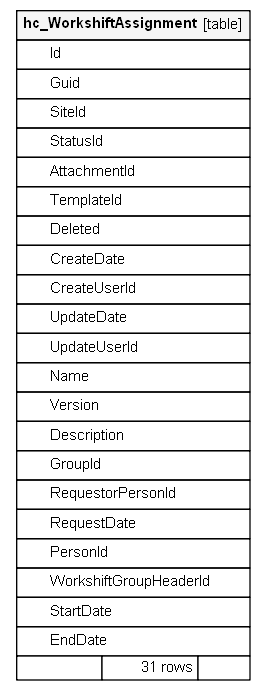 hc_WorkshiftAssignment [table]
Id
Guid
SiteId
StatusId
AttachmentId
TemplateId
Deleted
CreateDate
CreateUserId
UpdateDate
UpdateUserId
Name
Version
Description
GroupId
RequestorPersonId
RequestDate
PersonId
WorkshiftGroupHeaderId
StartDate
EndDate
31 rows